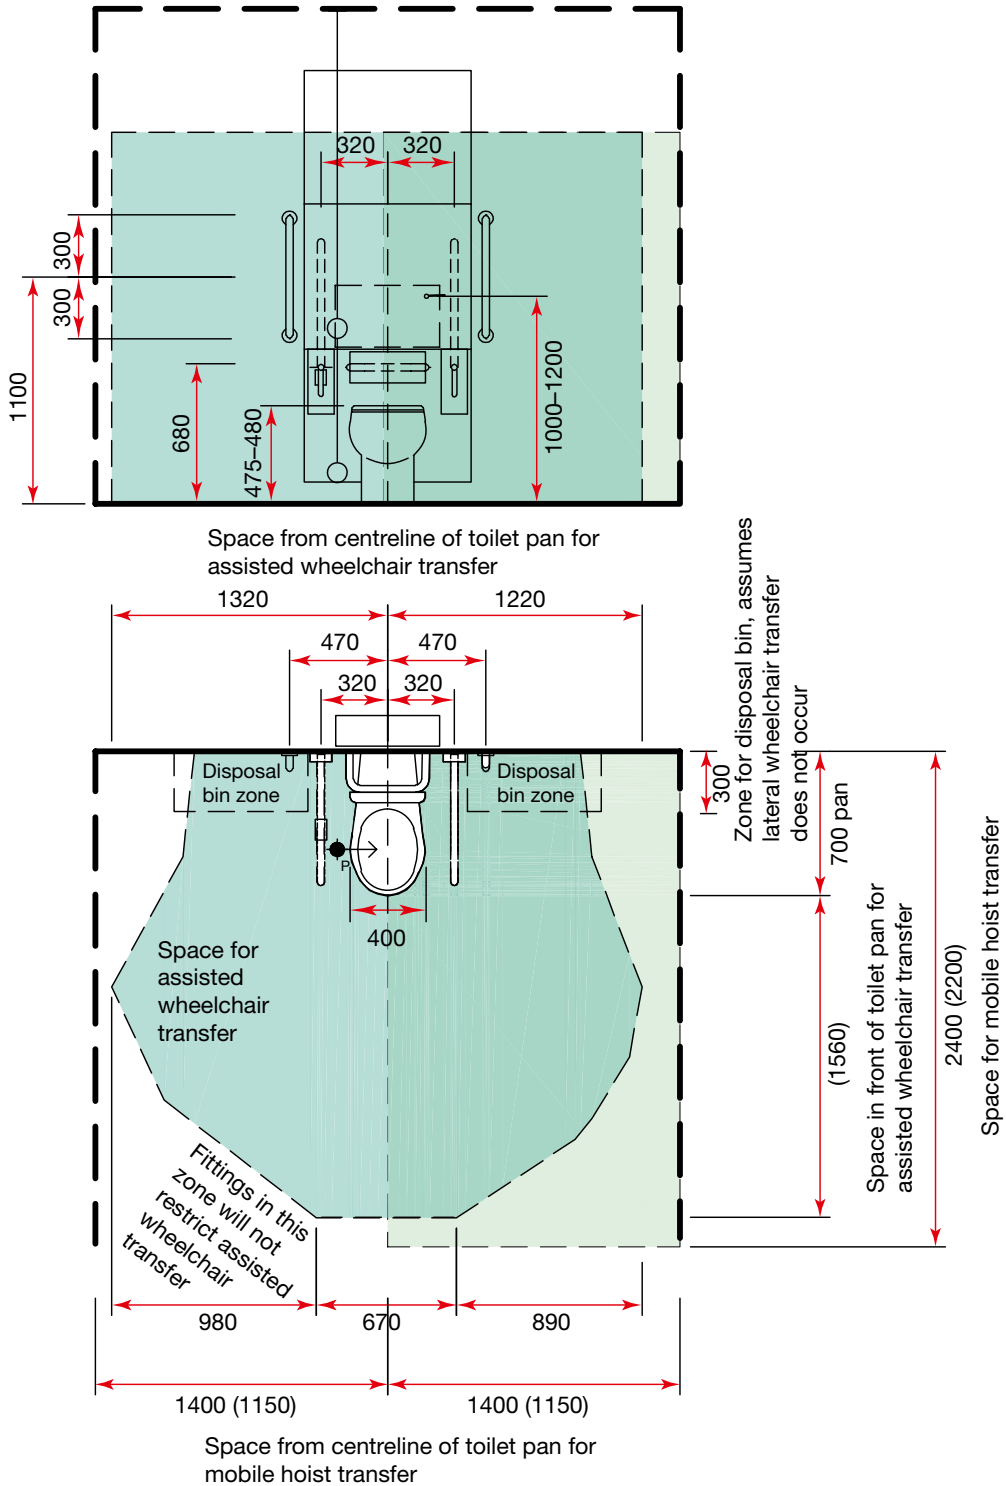 320
320
300
300
1100
680
475–480
1000–1200
Space from centreline of toilet pan for
assisted wheelchair transfer
1320
1220
470
470
320
320
Zone for disposal bin, assumes
lateral wheelchair transfer
does not occur
Disposal
bin zone
Disposal
bin zone
300
700 pan
P
400
Space for
assisted
wheelchair
transfer
(1560)
Space in front of toilet pan for
assisted wheelchair transfer
2400 (2200)
Space for mobile hoist transfer
Fittings in this
zone will not
restrict assisted
wheelchair
transfer
980
670
890
1400 (1150)
1400 (1150)
Space from centreline of toilet pan for
mobile hoist transfer